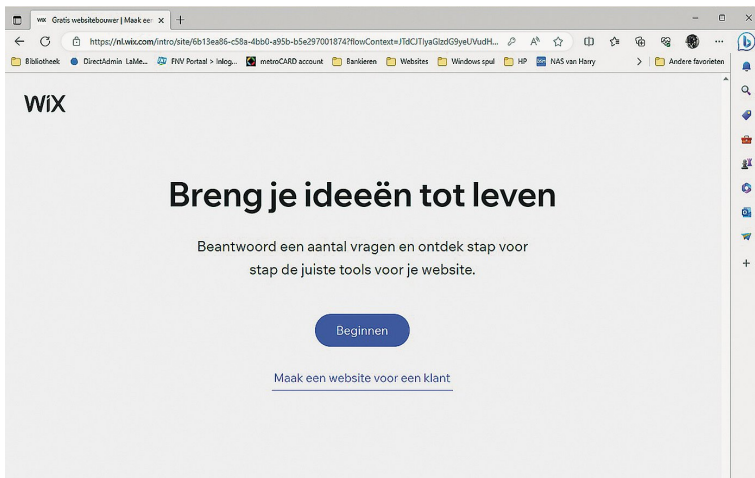 WiX Gratis websitebouwer | Maak een
https://nl.wix.com/intro/site/6b13ea86-c58a-4bb0-a95b-b5e297001874?flowContext=JTdCJTIyaGlzdG9yeUVudH...
Bibliotheek DirectAdmin LaMe... FNV Portaal > Inlog... metroCARD account Bankieren Websites Windows spul HP NAS van Harry Andere favorieten
WiX
Breng je ideeën tot leven
Beantwoord een aantal vragen en ontdek stap voor
stap de juiste tools voor je website.
Beginnen
Maak een website voor een klant